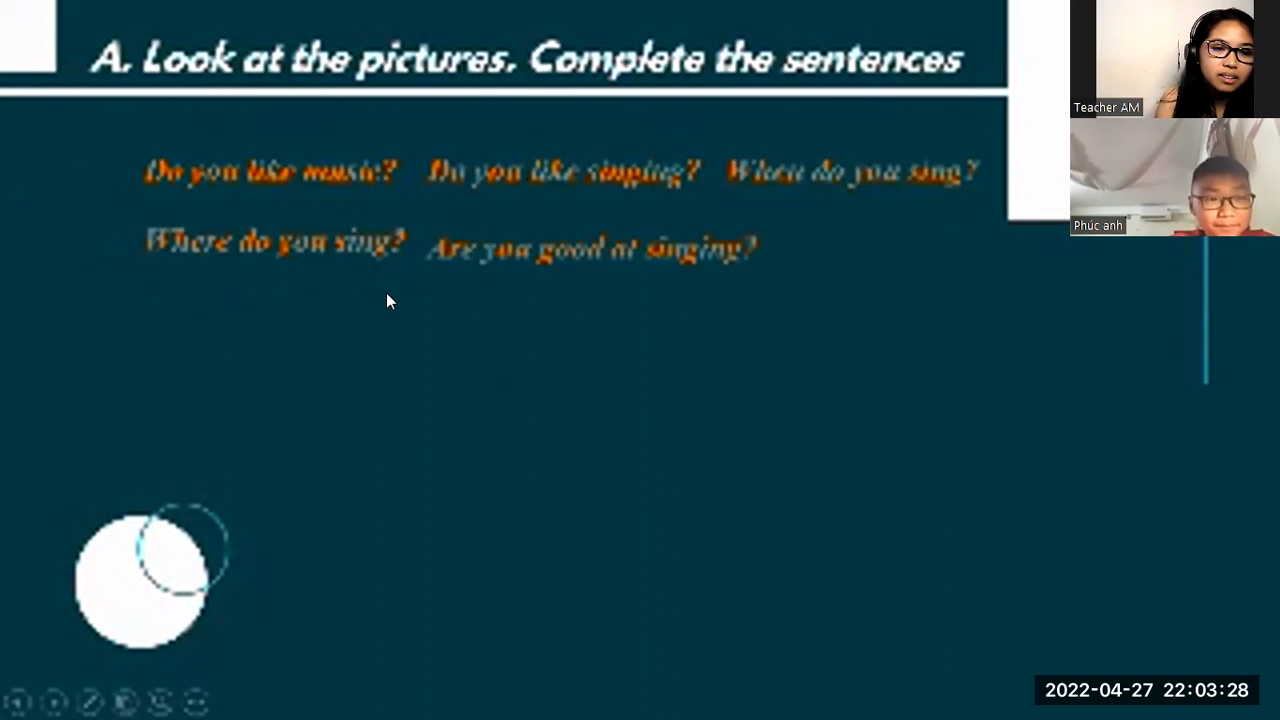 A. Look at the pictures. Complete the sentences
Do you like music? Do you like singing? When do you sing?
Where do you sing? Are you good at singing?
Teacher AM
Phúc anh
2022-04-27 22:03:28